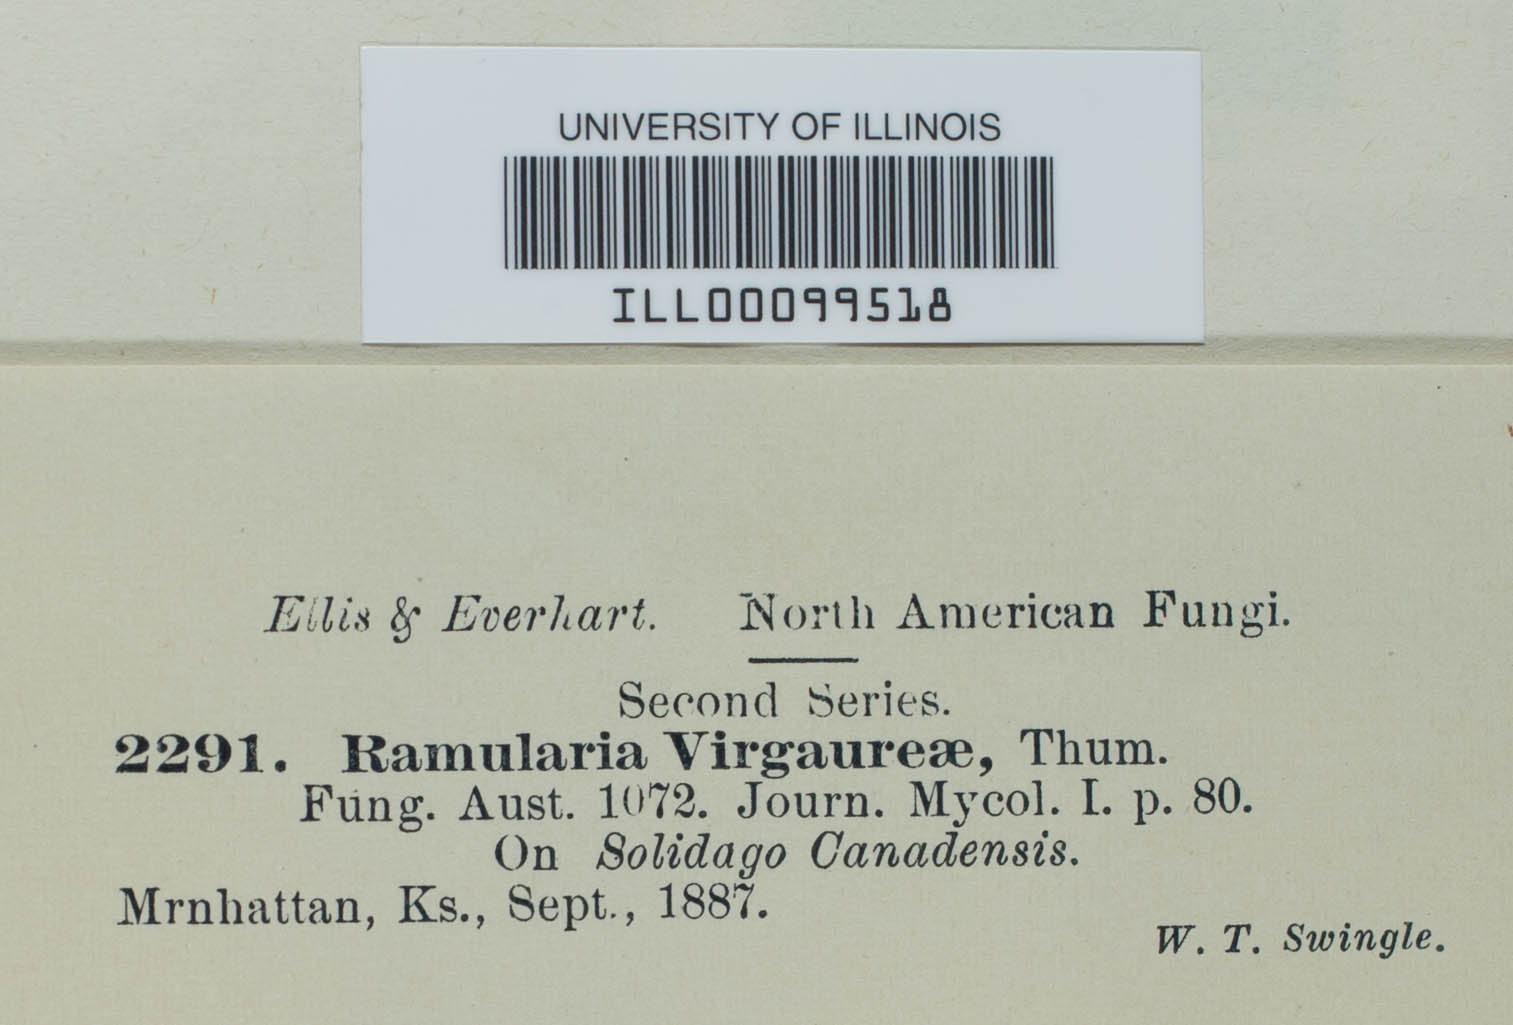 UNIVERSITY OF ILLINOIS
ILL00099518
Ellis & Everhart. North American Fungi.
Second Series.
2291. Ramularia Virgaureæ, Thum.
Fung. Aust. 1072. Journ. Mycol. I. p. 80.
On Solidago Canadensis.
Mrnhattan, Ks., Sept., 1887.
W. T. Swingle.